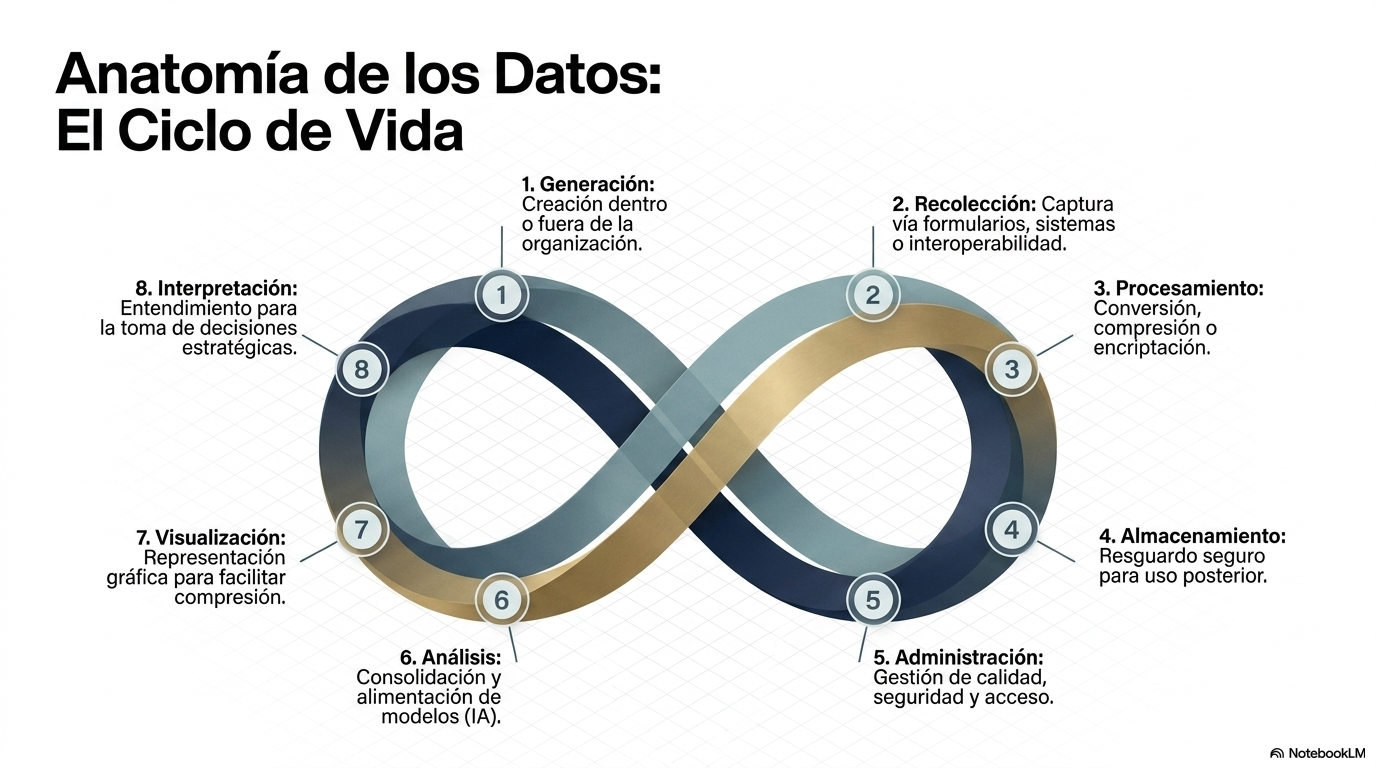 Anatomía de los Datos:
El Ciclo de Vida
1. Generación:
Creación dentro
o fuera de la
organización.
2. Recolección: Captura
vía formularios, sistemas
o interoperabilidad.
3. Procesamiento:
Conversión,
compresión o
encriptación.
4. Almacenamiento:
Resguardo seguro
para uso posterior.
5. Administración:
Gestión de calidad,
seguridad y acceso.
6. Análisis:
Consolidación y
alimentación de
modelos (IA).
7. Visualización:
Representación
gráfica para facilitar
compresión.
8. Interpretación:
Entendimiento para
la toma de decisiones
estratégicas.
1
2
3
4
5
6
7
8
NotebookLM